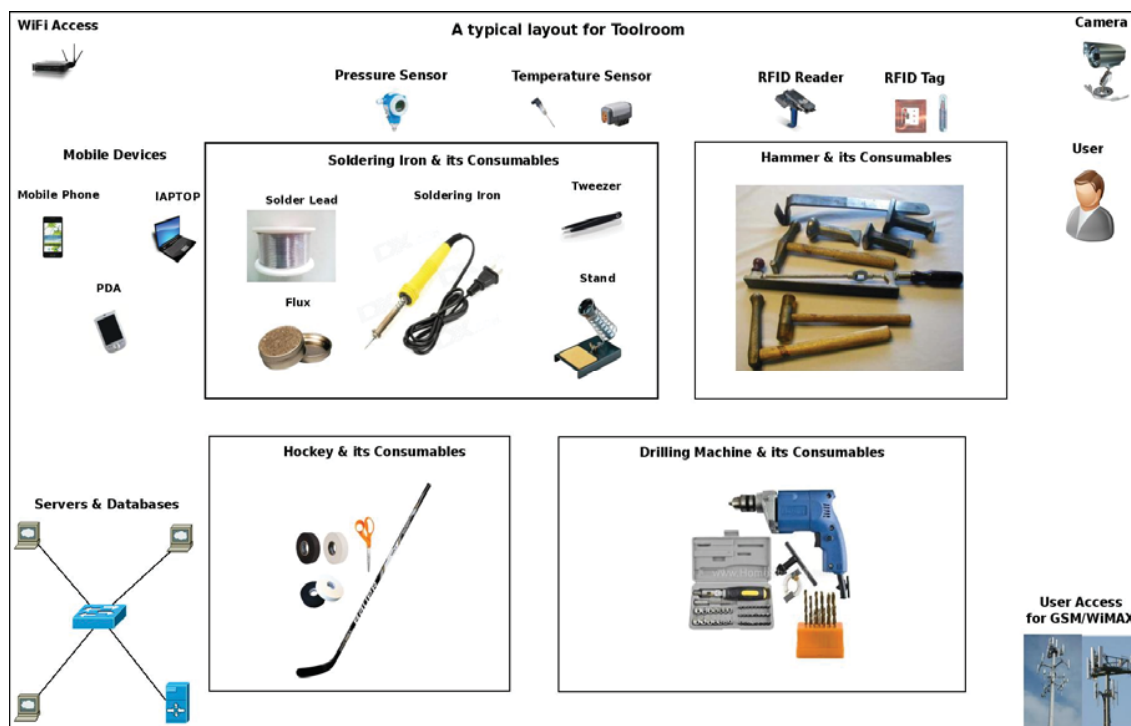 WiFi Access
A typical layout for Toolroom
Camera
Pressure Sensor
Temperature Sensor
RFID Reader
RFID Tag
Mobile Devices
Mobile Phone
lAPTOP
PDA
Soldering Iron & its Consumables
Solder Lead
Soldering Iron
Tweezer
Flux
Stand
Hammer & its Consumables
User
Servers & Databases
Hockey & its Consumables
Drilling Machine & its Consumables
User Access
for GSM/WiMAX